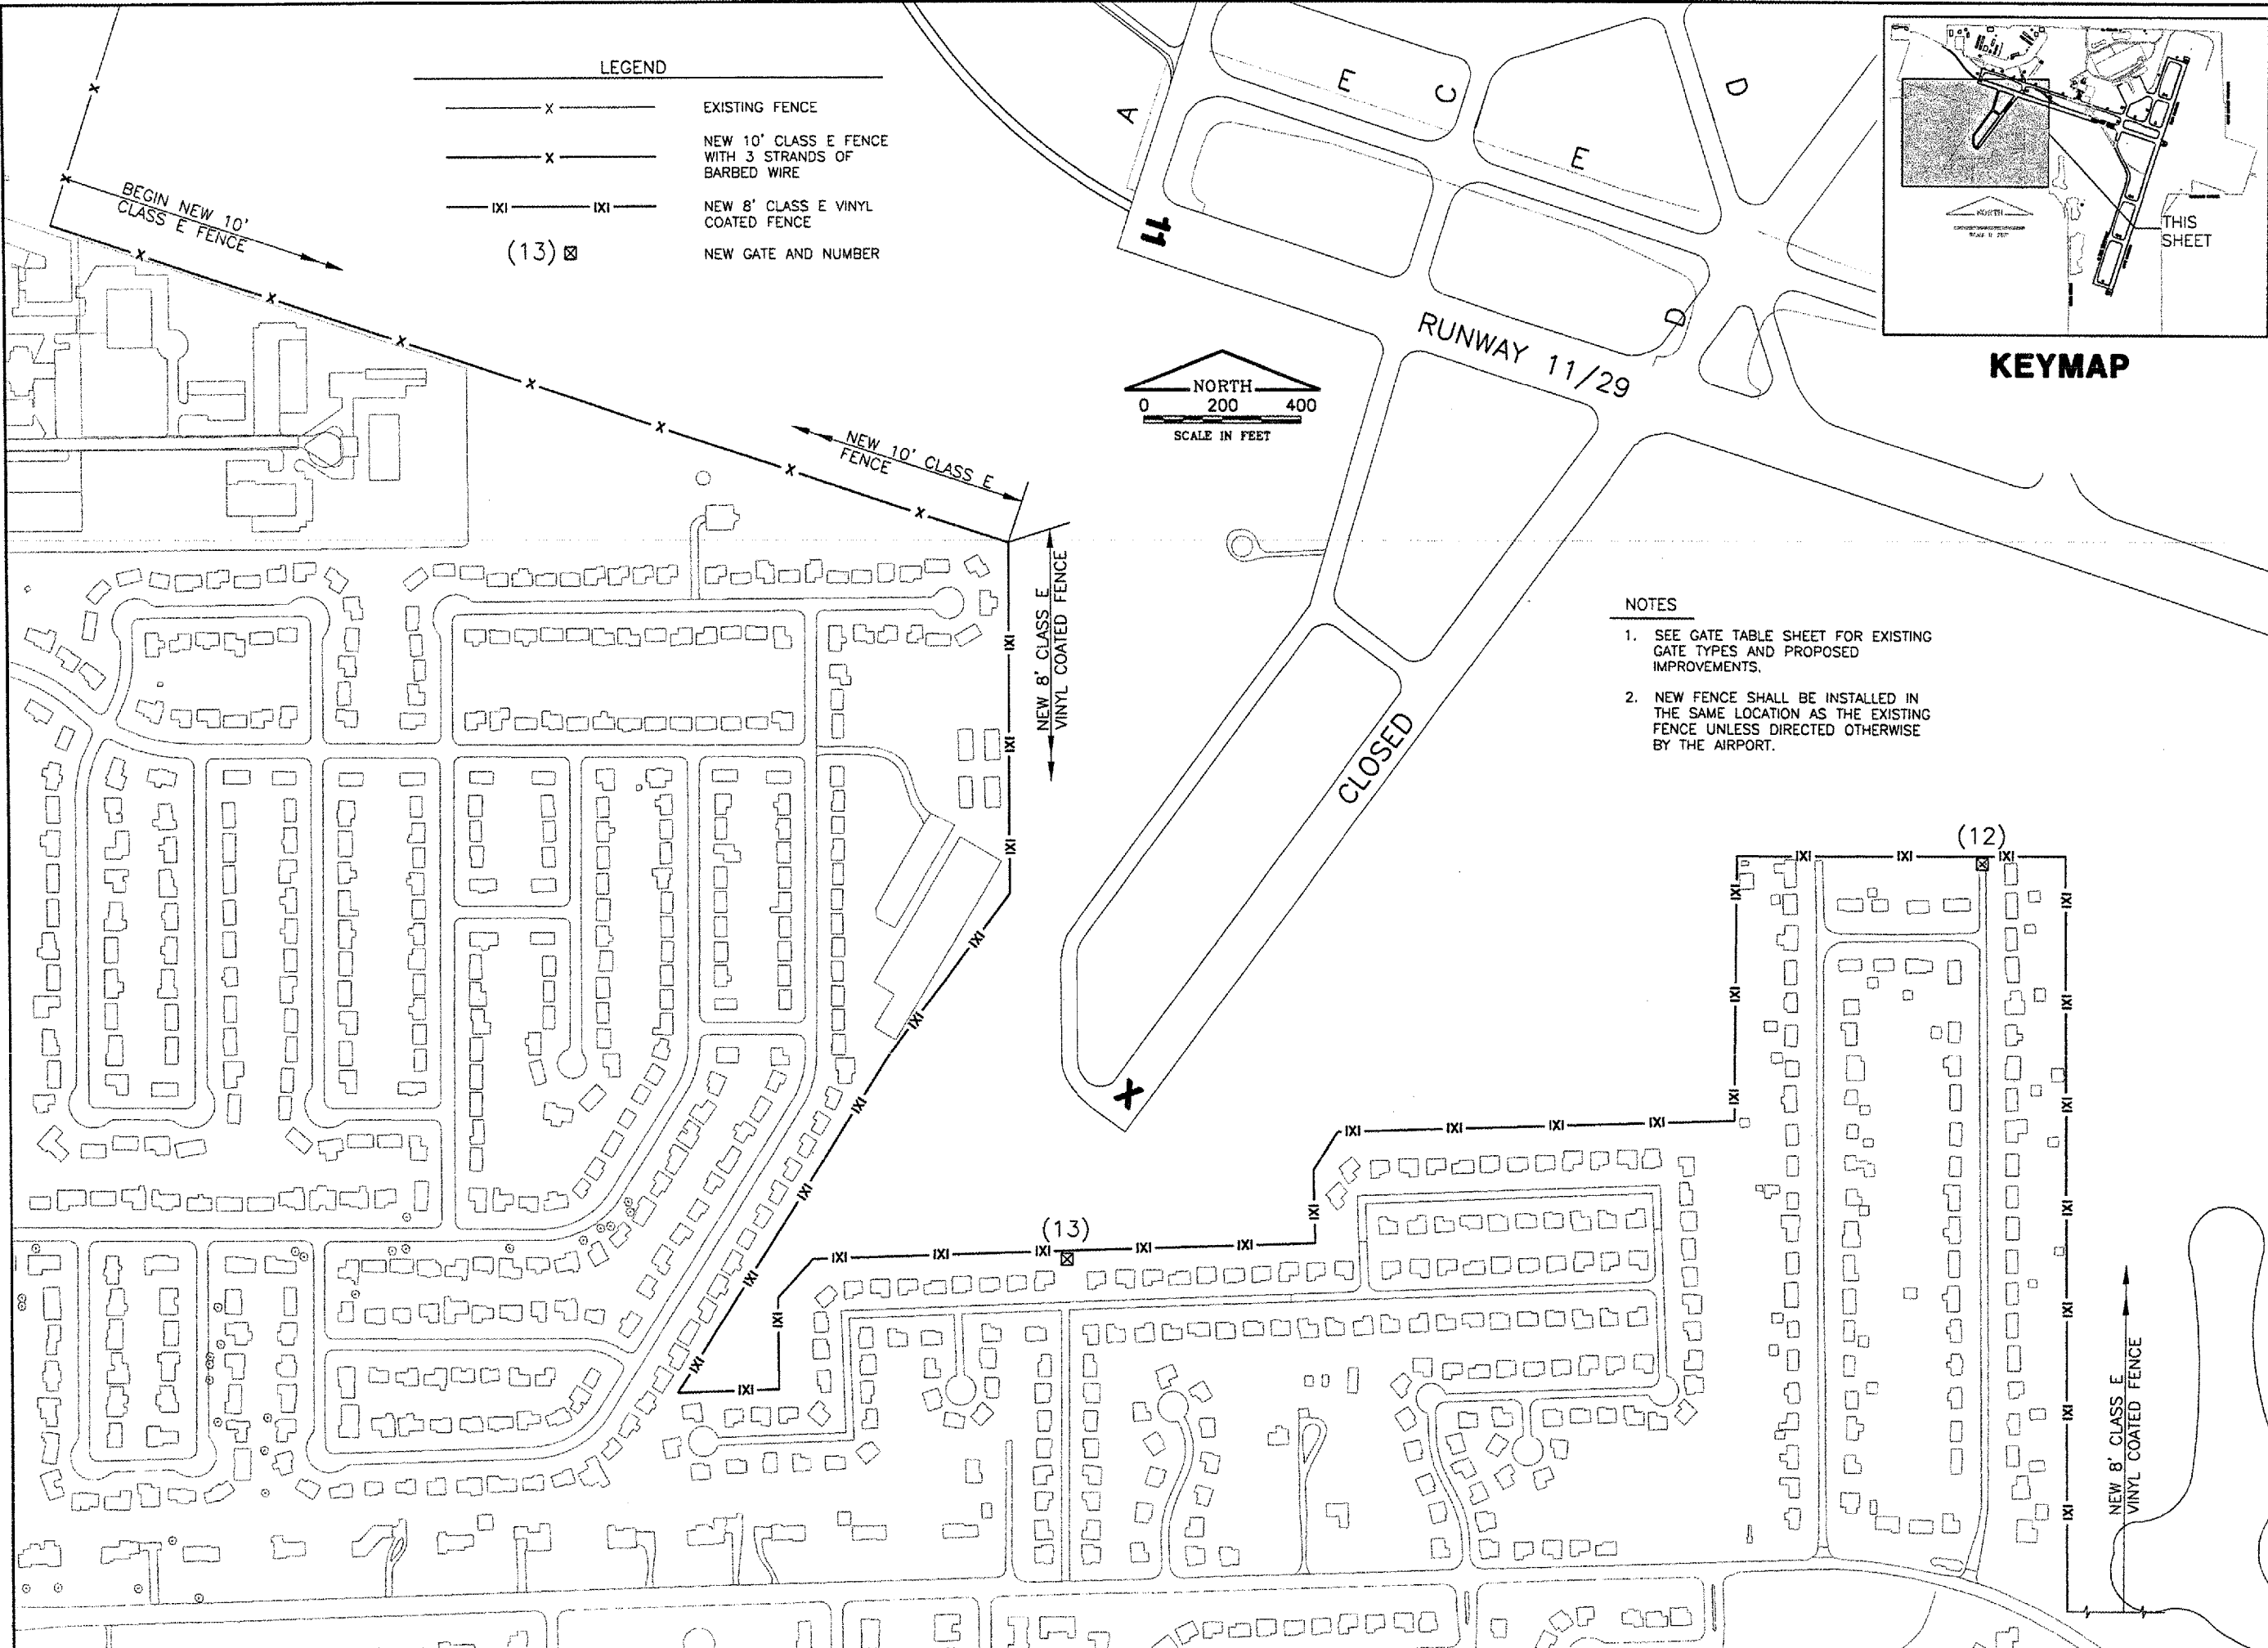 LEGEND
X
EXISTING FENCE
X
NEW 10' CLASS E FENCE
WITH 3 STRANDS OF
BARBED WIRE
IXI IXI
NEW 8' CLASS E VINYL
COATED FENCE
(13)
NEW GATE AND NUMBER
BEGIN NEW 10'
CLASS E FENCE
NEW 10' CLASS E
FENCE
NEW 8' CLASS E
VINYL COATED FENCE
NORTH
0 200 400
SCALE IN FEET
A
E
C
E
D
D
11
RUNWAY 11/29
CLOSED
X
NORTH
THIS
SHEET
KEYMAP
NOTES
1. SEE GATE TABLE SHEET FOR EXISTING
GATE TYPES AND PROPOSED
IMPROVEMENTS.
2. NEW FENCE SHALL BE INSTALLED IN
THE SAME LOCATION AS THE EXISTING
FENCE UNLESS DIRECTED OTHERWISE
BY THE AIRPORT.
(12)
(13)
NEW 8' CLASS E
VINYL COATED FENCE